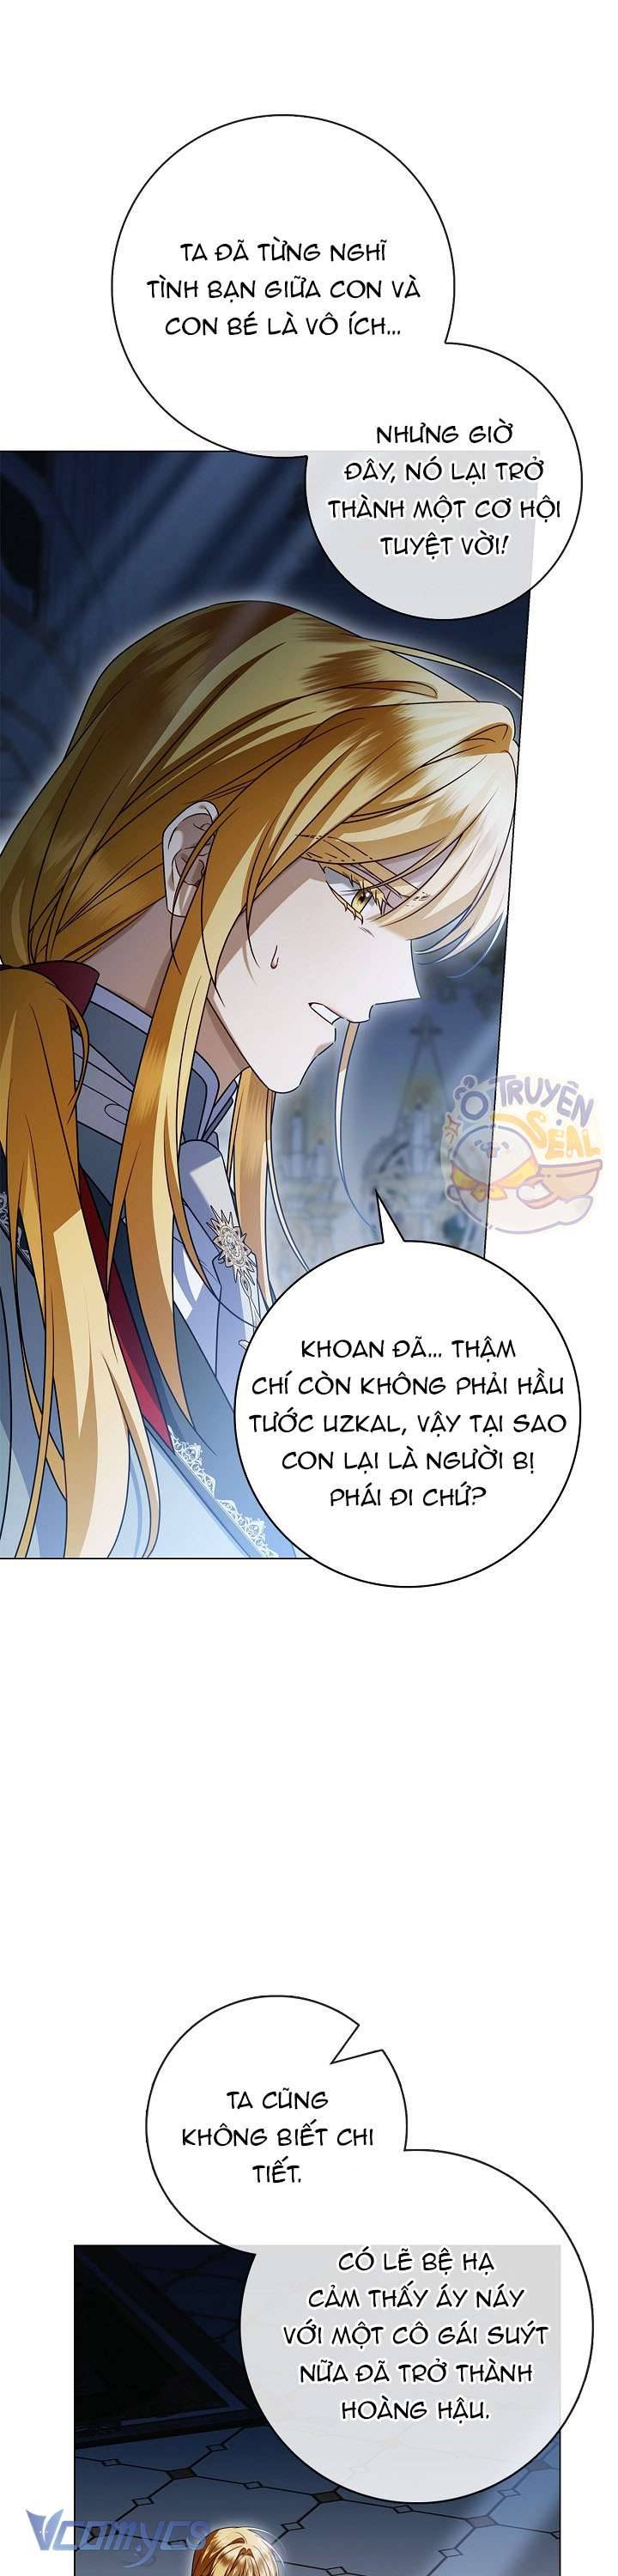 TA ĐÃ TỪNG NGHĨ
TÌNH BẠN GIỮA CON VÀ
CON BÉ LÀ VÔ ÍCH...
NHƯNG GIỜ
ĐÂY, NÓ LẠI TRỞ
THÀNH MỘT CƠ HỘI
TUYỆT VỜI!
Ổ TRUYỆN
SEAL
KHOAN ĐÃ... THẬM
CHÍ CÒN KHÔNG PHẢI HẦU
TƯỚC UZKAL, VẬY TẠI SAO
CON LẠI LÀ NGƯỜI BỊ
PHÁI ĐI CHỨ?
TA CŨNG
KHÔNG BIẾT CHI
TIẾT.
CÓ LẼ BỆ HẠ
CẢM THẤY ÁY NÁY
VỚI MỘT CÔ GÁI SUÝT
NỮA ĐÃ TRỞ THÀNH
HOÀNG HẬU.
VCOMYCS